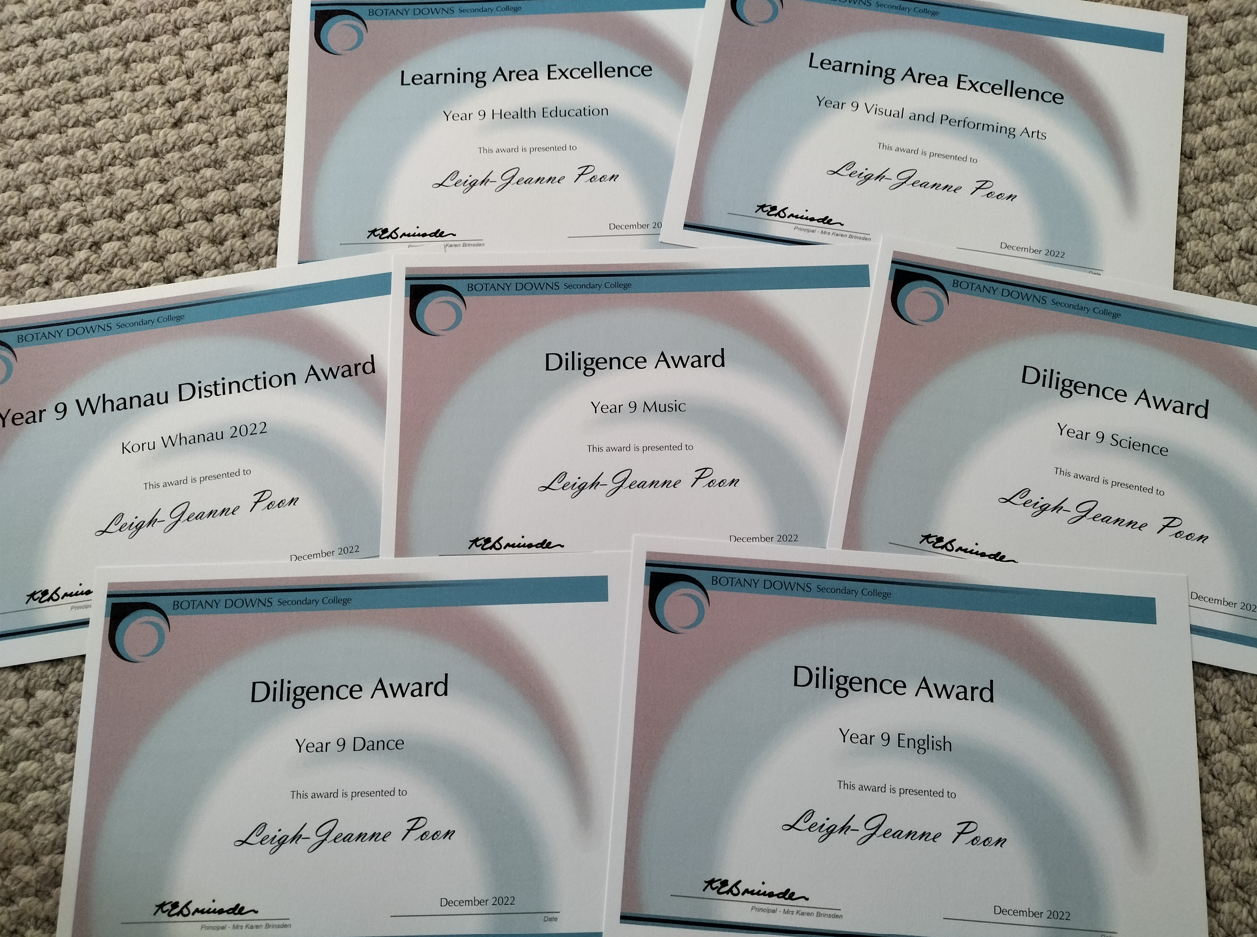 BOTANY DOWNS Secondary College
Learning Area Excellence
Year 9 Health Education
This award is presented to
Leigh-Jeanne Poon
KEBrinsden
Karen Brinsden
December 20
DOWNS Secondary College
Learning Area Excellence
Year 9 Visual and Performing Arts
This award is presented to
Leigh-Jeanne Poon
KEBrinsden
Principal - Mrs Karen Brinsden
December 2022
Date
BOTANY DOWNS Secondary College
Year 9 Whanau Distinction Award
Koru Whanau 2022
This award is presented to
Leigh-Jeanne Poon
December 2022
KEBrins
Principal
BOTANY DOWNS Secondary College
Diligence Award
Year 9 Music
This award is presented to
Leigh-Jeanne Poon
KEBrinsden
December 2022
BOTANY DOWNS Secondary College
Diligence Award
Year 9 Science
This award is presented to
Leigh-Jeanne Poon
KEBrinsden
December 202
BOTANY DOWNS Secondary College
Diligence Award
Year 9 Dance
This award is presented to
Leigh-Jeanne Poon
KEBrinsden
Principal - Mrs Karen Brinsden
December 2022
Date
BOTANY DOWNS Secondary College
Diligence Award
Year 9 English
This award is presented to
Leigh-Jeanne Poon
KEBrinsden
Principal - Mrs Karen Brinsden
December 2022